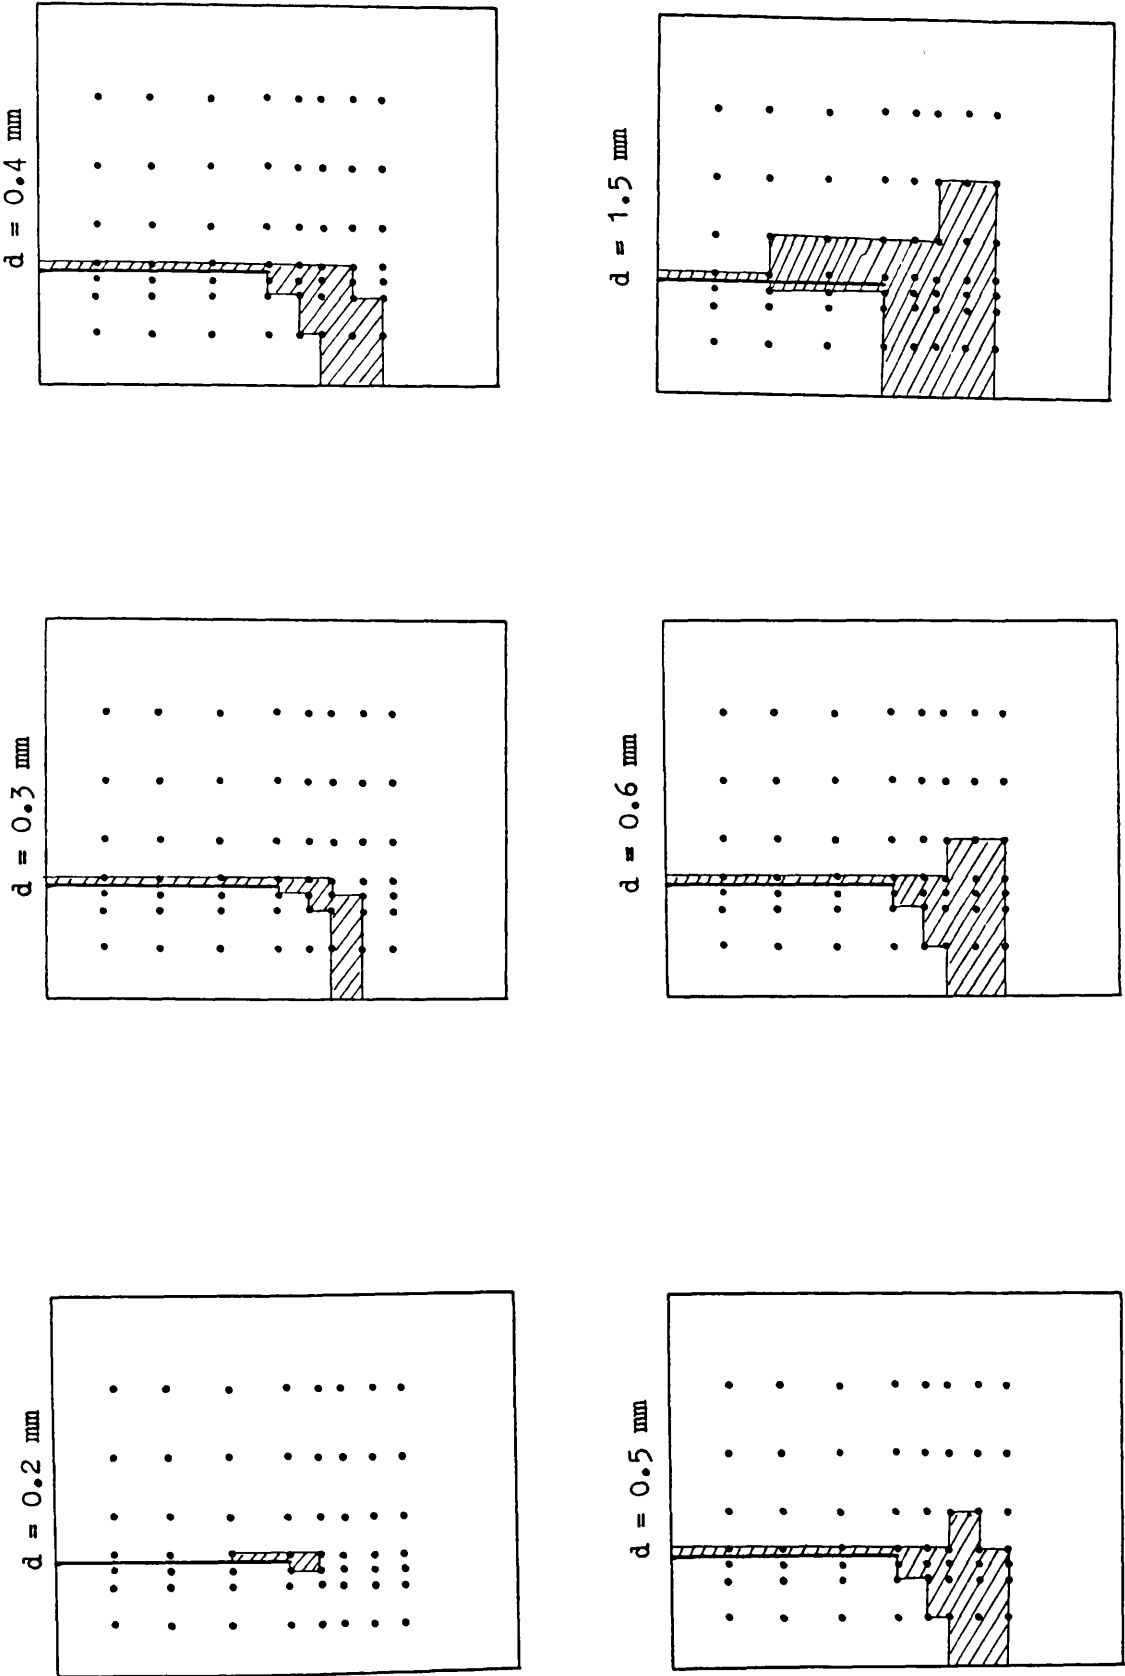 d = 0.2 mm
d = 0.3 mm
d = 0.4 mm
d = 0.5 mm
d = 0.6 mm
d = 1.5 mm